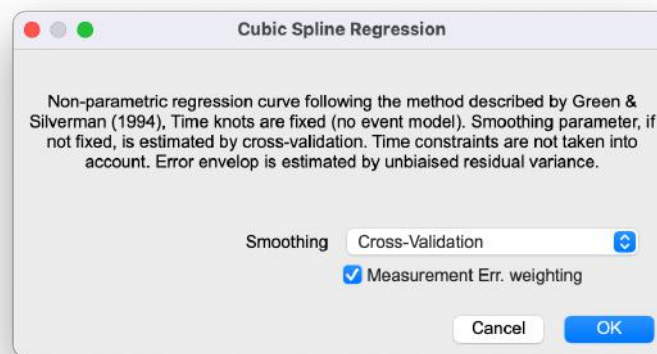 Cubic Spline Regression
Non-parametric regression curve following the method described by Green &
Silverman (1994), Time knots are fixed (no event model). Smoothing parameter, if
not fixed, is estimated by cross-validation. Time constraints are not taken into
account. Error envelop is estimated by unbiaised residual variance.
Smoothing Cross-Validation
Measurement Err. weighting
Cancel OK